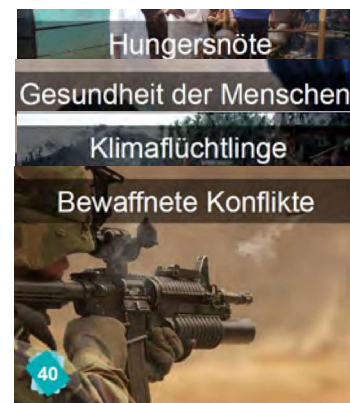 Hungersnöte
Gesundheit der Menschen
Klimaflüchtlinge
Bewaffnete Konflikte
40